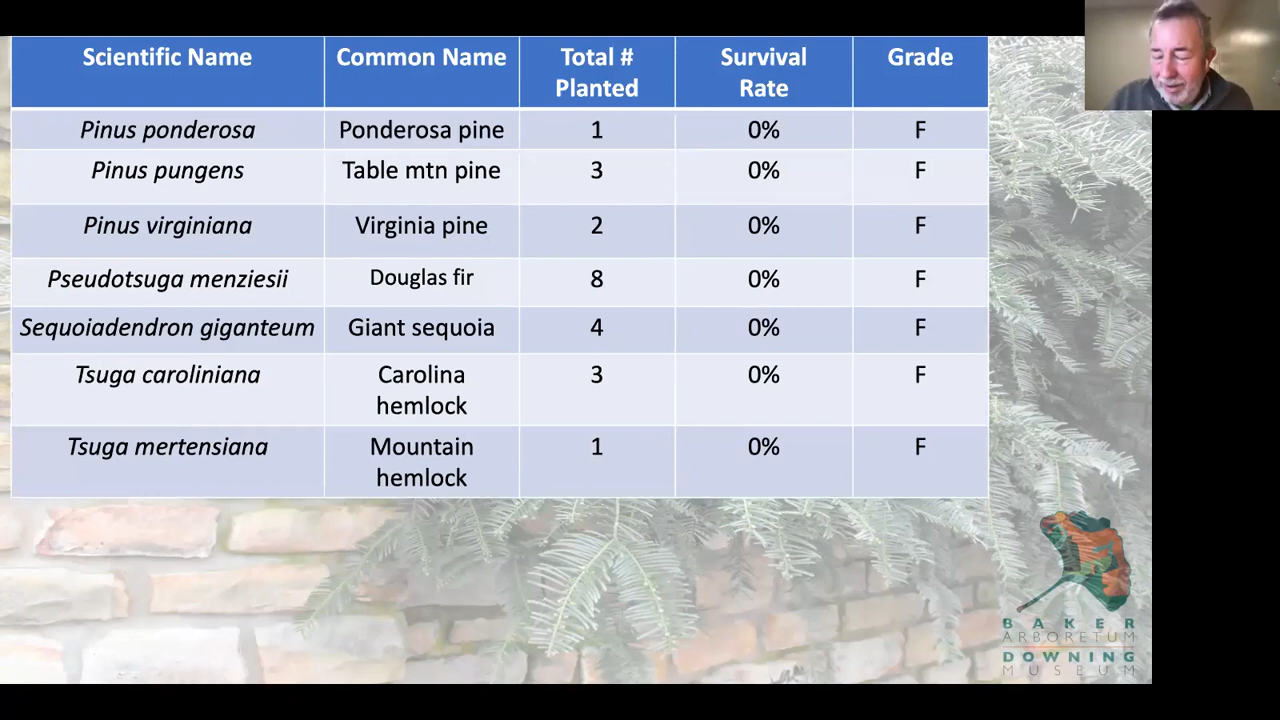 Scientific Name Common Name Total # Survival Grade
Planted Rate
Pinus ponderosa Ponderosa pine 1 0% F
Pinus pungens Table mtn pine 3 0% F
Pinus virginiana Virginia pine 2 0% F
Pseudotsuga menziesii Douglas fir 8 0% F
Sequoiadendron giganteum Giant sequoia 4 0% F
Tsuga caroliniana Carolina 3 0% F
hemlock
Tsuga mertensiana Mountain 1 0% F
hemlock
BAKER
ARBORETUM
DOWNING
MUSEUM